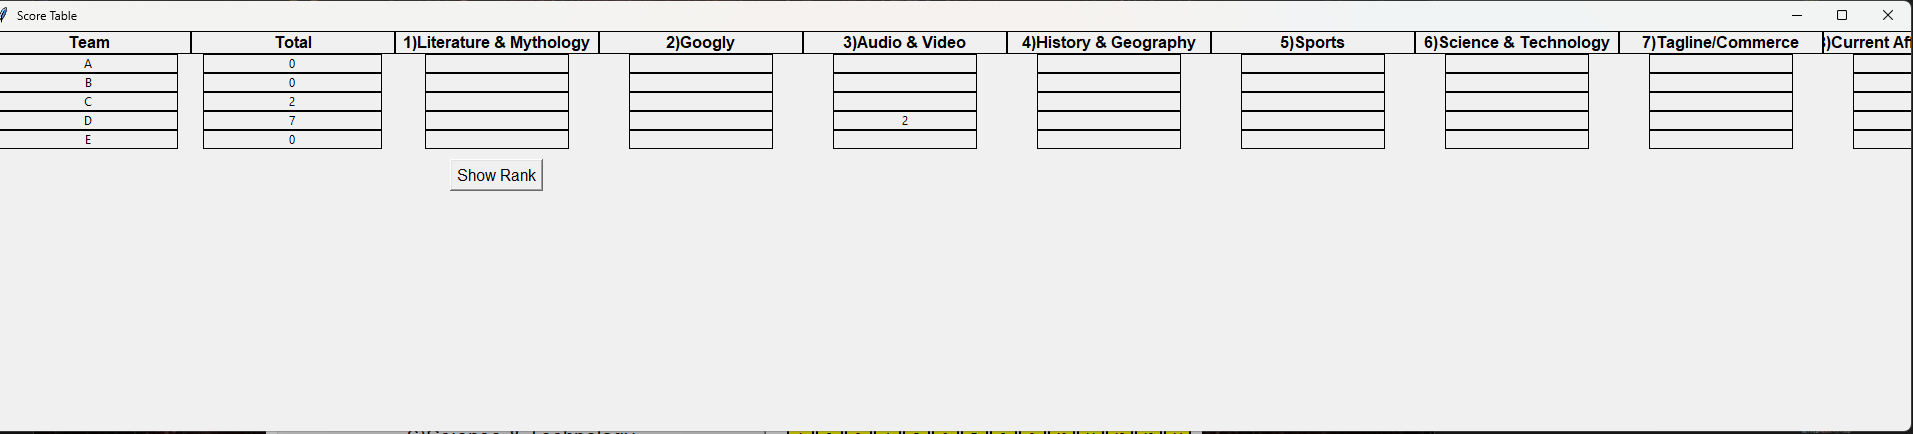 Score Table
Team Total 1)Literature & Mythology 2)Googly 3)Audio & Video 4)History & Geography 5)Sports 6)Science & Technology 7)Tagline/Commerce )Current Aff
A 0
B 0
C 2
D 7 2
E 0
Show Rank